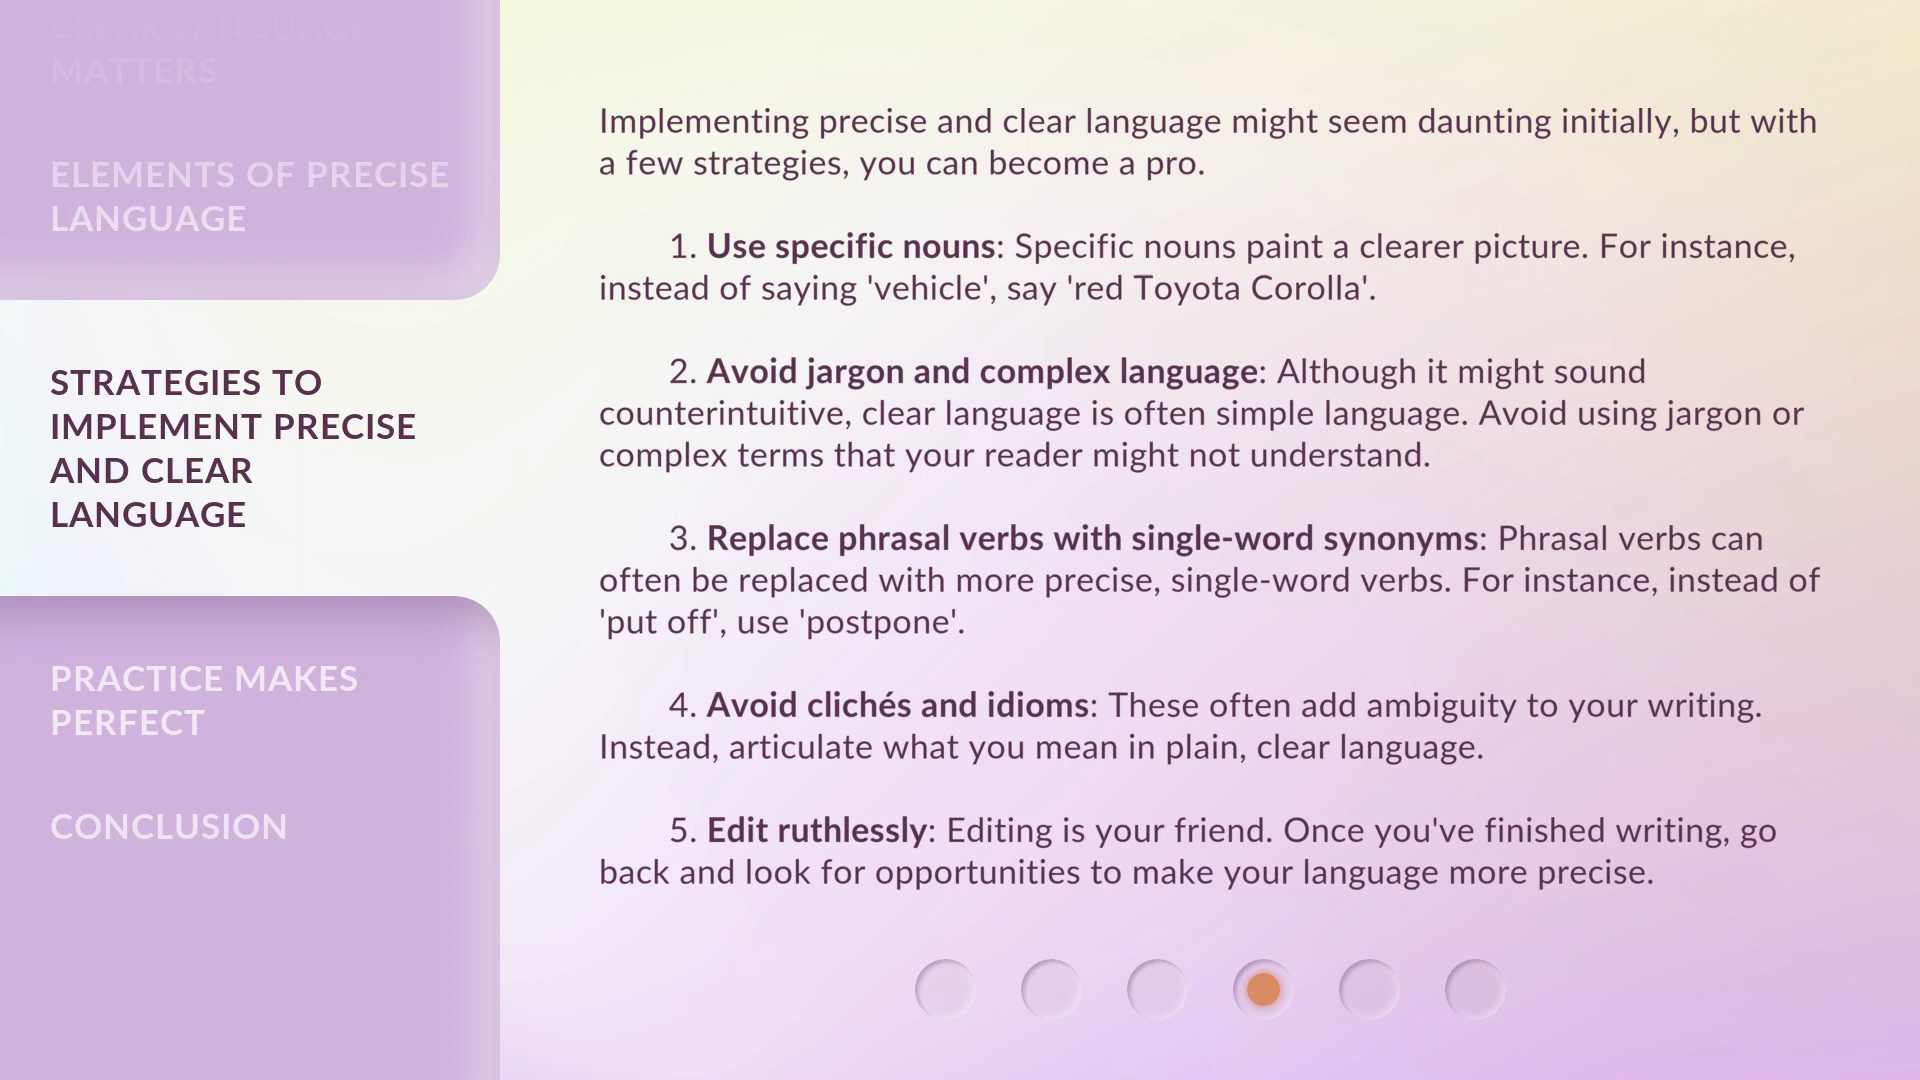 CLEAR LANGUAGE
MATTERS
ELEMENTS OF PRECISE
LANGUAGE
STRATEGIES TO
IMPLEMENT PRECISE
AND CLEAR
LANGUAGE
PRACTICE MAKES
PERFECT
CONCLUSION
Implementing precise and clear language might seem daunting initially, but with
a few strategies, you can become a pro.
1. Use specific nouns: Specific nouns paint a clearer picture. For instance,
instead of saying 'vehicle', say 'red Toyota Corolla'.
2. Avoid jargon and complex language: Although it might sound
counterintuitive, clear language is often simple language. Avoid using jargon or
complex terms that your reader might not understand.
3. Replace phrasal verbs with single-word synonyms: Phrasal verbs can
often be replaced with more precise, single-word verbs. For instance, instead of
'put off', use 'postpone'.
4. Avoid clichés and idioms: These often add ambiguity to your writing.
Instead, articulate what you mean in plain, clear language.
5. Edit ruthlessly: Editing is your friend. Once you've finished writing, go
back and look for opportunities to make your language more precise.